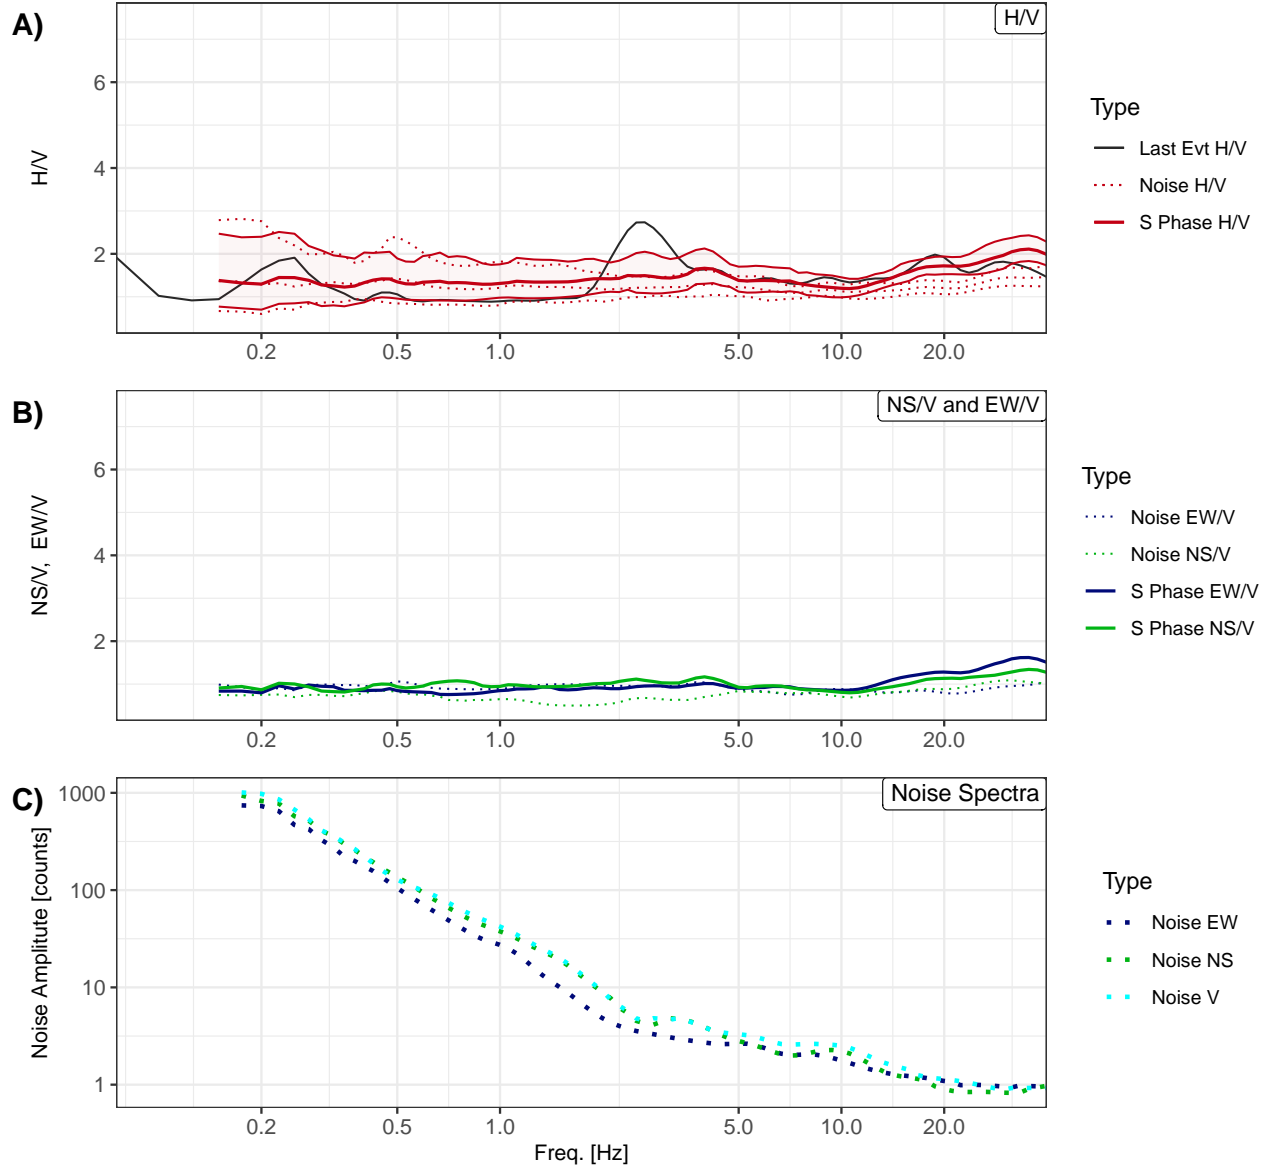 A)
H/V
6
4
2
H/V
0.2 0.5 1.0 5.0 10.0 20.0
Type
Last Evt H/V
Noise H/V
S Phase H/V
B)
NS/V and EW/V
6
4
2
NS/V, EW/V
0.2 0.5 1.0 5.0 10.0 20.0
Type
Noise EW/V
Noise NS/V
S Phase EW/V
S Phase NS/V
C)
Noise Spectra
1000
100
10
1
Noise Amplitute [counts]
0.2 0.5 1.0 5.0 10.0 20.0
Freq. [Hz]
Type
Noise EW
Noise NS
Noise V